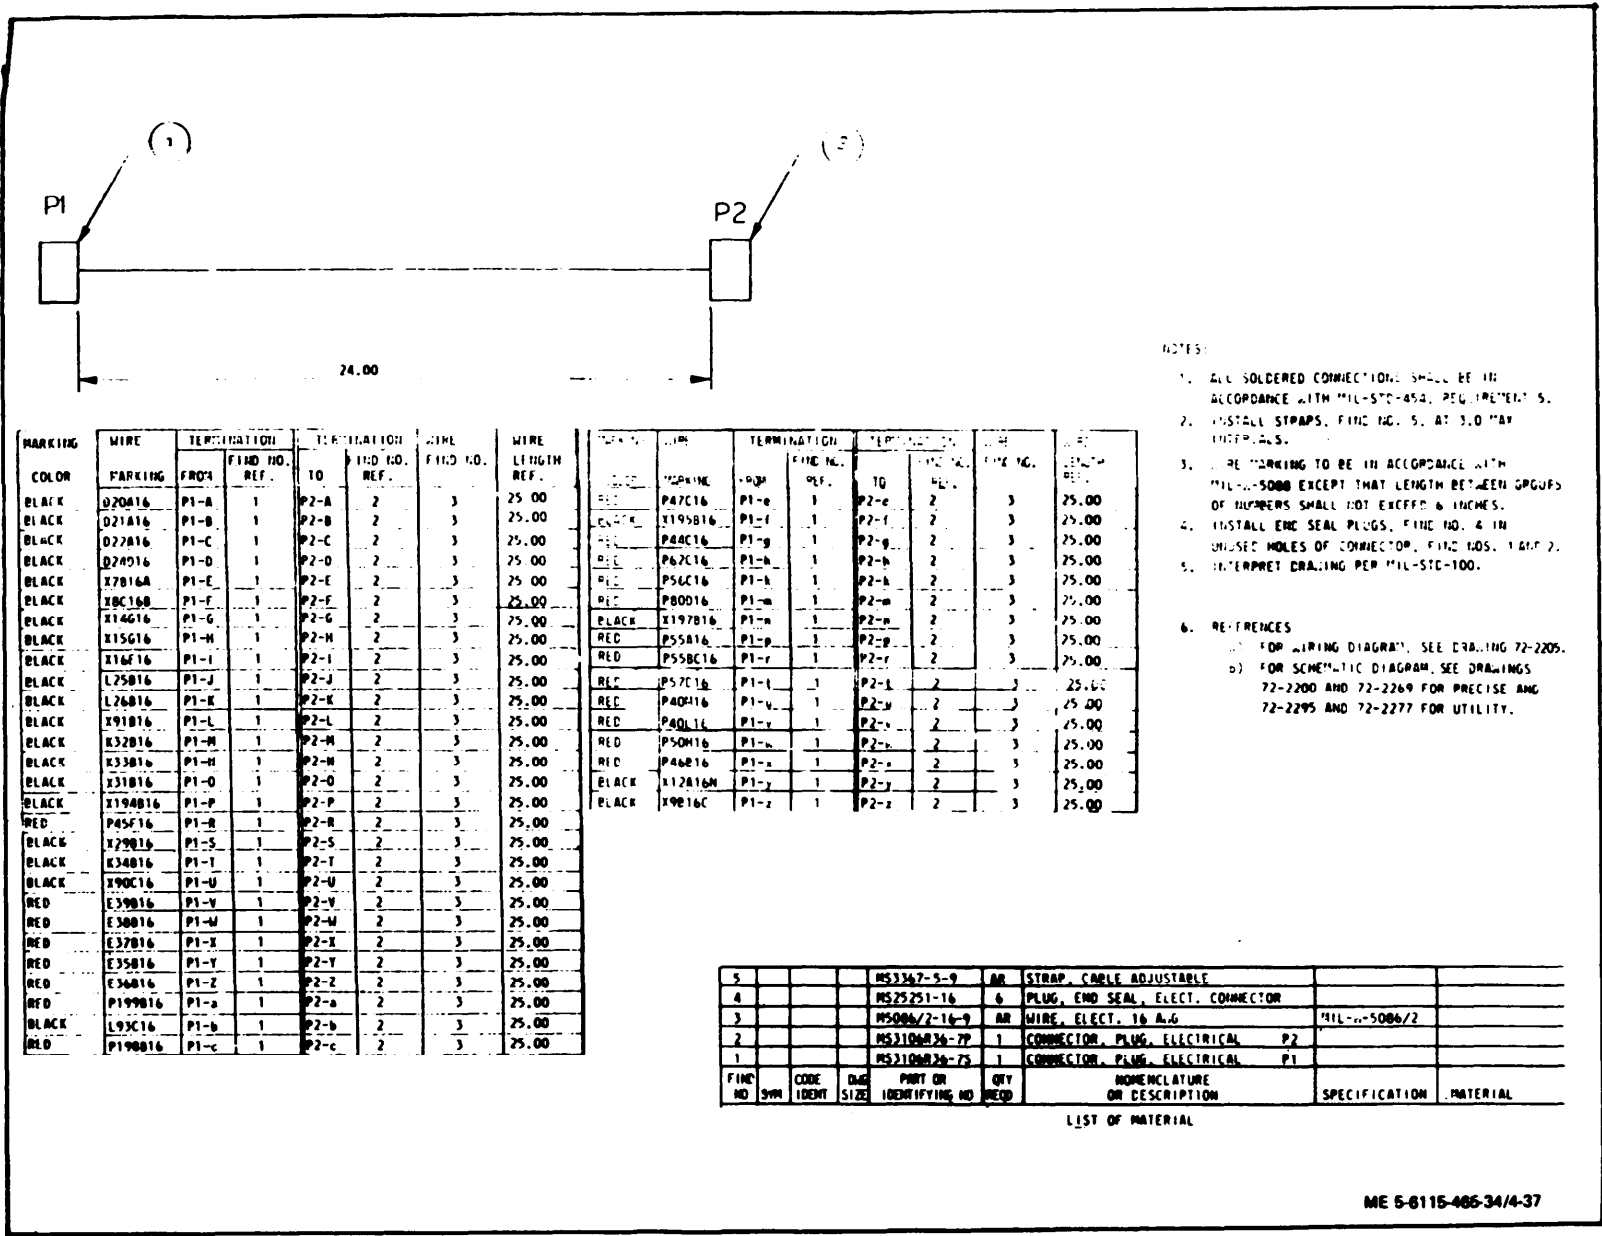 1
P1
P2
24.00
NOTES:
1. ALL SOLDERED CONNECTIONS SHALL BE IN
ACCORDANCE WITH MIL-STD-454, REQUIREMENT 5.
2. INSTALL STRAPS, FIND NO. 5, AT 3.0 MAX
INTERVALS.
3. WIRE MARKING TO BE IN ACCORDANCE WITH
MIL-W-5088 EXCEPT THAT LENGTH BETWEEN GROUPS
OF NUMBERS SHALL NOT EXCEED 6 INCHES.
4. INSTALL END SEAL PLUGS, FIND NO. 4 IN
UNUSED HOLES OF CONNECTOR, FIND NOS. 1 AND 2.
5. INTERPRET DRAWING PER MIL-STD-100.
6. REFERENCES
FOR WIRING DIAGRAM, SEE DRAWING 72-2205.
b) FOR SCHEMATIC DIAGRAM, SEE DRAWINGS
72-2200 AND 72-2269 FOR PRECISE AND
72-2295 AND 72-2277 FOR UTILITY.
MARKING WIRE TERMINATION TERMINATION WIRE WIRE
COLOR MARKING FROM FIND NO. REF. TO FIND NO. REF. FIND NO. LENGTH REF.
BLACK D20A16 P1-A 1 P2-A 2 3 25.00
BLACK D21A16 P1-B 1 P2-B 2 3 25.00
BLACK D22A16 P1-C 1 P2-C 2 3 25.00
BLACK P1-D 1 P2-D 2 3 25.00
BLACK X7B16A P1-E 1 P2-E 2 3 25.00
BLACK X8C16B P1-F 1 P2-F 2 3 25.00
BLACK X14G16 P1-G 1 P2-G 2 3 25.00
BLACK X15G16 P1-H 1 P2-H 2 3 25.00
BLACK X16F16 P1-I 1 P2-I 2 3 25.00
BLACK L25B16 P1-J 1 P2-J 2 3 25.00
BLACK L26B16 P1-K 1 P2-K 2 3 25.00
BLACK X91B16 P1-L 1 P2-L 2 3 25.00
BLACK K32B16 P1-M 1 P2-M 2 3 25.00
BLACK K33B16 P1-N 1 P2-N 2 3 25.00
BLACK X31B16 P1-O 1 P2-O 2 3 25.00
BLACK X194B16 P1-P 1 P2-P 2 3 25.00
RED P45F16 P1-R 1 P2-R 2 3 25.00
BLACK X29B16 P1-S 1 P2-S 2 3 25.00
BLACK K34B16 P1-T 1 P2-T 2 3 25.00
BLACK X90C16 P1-U 1 P2-U 2 3 25.00
RED E39B16 P1-V 1 P2-V 2 3 25.00
RED E38B16 P1-W 1 P2-W 2 3 25.00
RED E37B16 P1-X 1 P2-X 2 3 25.00
RED E35B16 P1-Y 1 P2-Y 2 3 25.00
RED E36B16 P1-Z 1 P2-Z 2 3 25.00
RED P199B16 P1-a 1 P2-a 2 3 25.00
BLACK L93C16 P1-b 1 P2-b 2 3 25.00
RED P198B16 P1-c 1 P2-c 2 3 25.00
WIRE TERMINATION TERMINATION
MARKING FROM FIND NO. REF. TO FIND NO. LENGTH REF.
RED P47C16 P1-e 1 P2-e 2 3 25.00
BLACK X195B16 P1-f 1 P2-f 2 3 25.00
RED P44C16 P1-g 1 P2-g 2 3 25.00
RED P67C16 P1-h 1 P2-h 2 3 25.00
RED P56C16 P1-k 1 P2-k 2 3 25.00
RED P80D16 P1-m 1 P2-m 2 3 25.00
BLACK X197B16 P1-n 1 P2-n 2 3 25.00
RED P55A16 P1-p 1 P2-p 2 3 25.00
RED P55BC16 P1-r 1 P2-r 2 3 25.00
RED P1-t 1 P2-t 2 3 25.00
RED P40M16 P1-u 1 P2-u 2 3 25.00
RED P1-v 1 P2-v 2 3 25.00
RED P50H16 P1-w 1 P2-w 2 3 25.00
RED P1-x 1 P2-x 2 3 25.00
BLACK X12A16N P1-y 1 P2-y 2 3 25.00
BLACK X9B16C P1-z 1 P2-z 2 3 25.00
5 MS3367-5-9 AR STRAP, CABLE ADJUSTABLE
4 MS25251-16 6 PLUG, END SEAL, ELECT. CONNECTOR
3 M5086/2-16-9 AR WIRE, ELECT. 16 AWG MIL-W-5086/2
2 MS3106R36-7P 1 CONNECTOR, PLUG, ELECTRICAL P2
1 MS3106R36-7S 1 CONNECTOR, PLUG, ELECTRICAL P1
FIND NO SYM CODE IDENT DWG SIZE PART OR IDENTIFYING NO QTY REQD NOMENCLATURE OR DESCRIPTION SPECIFICATION MATERIAL
LIST OF MATERIAL
ME 5-6115-465-34/4-37